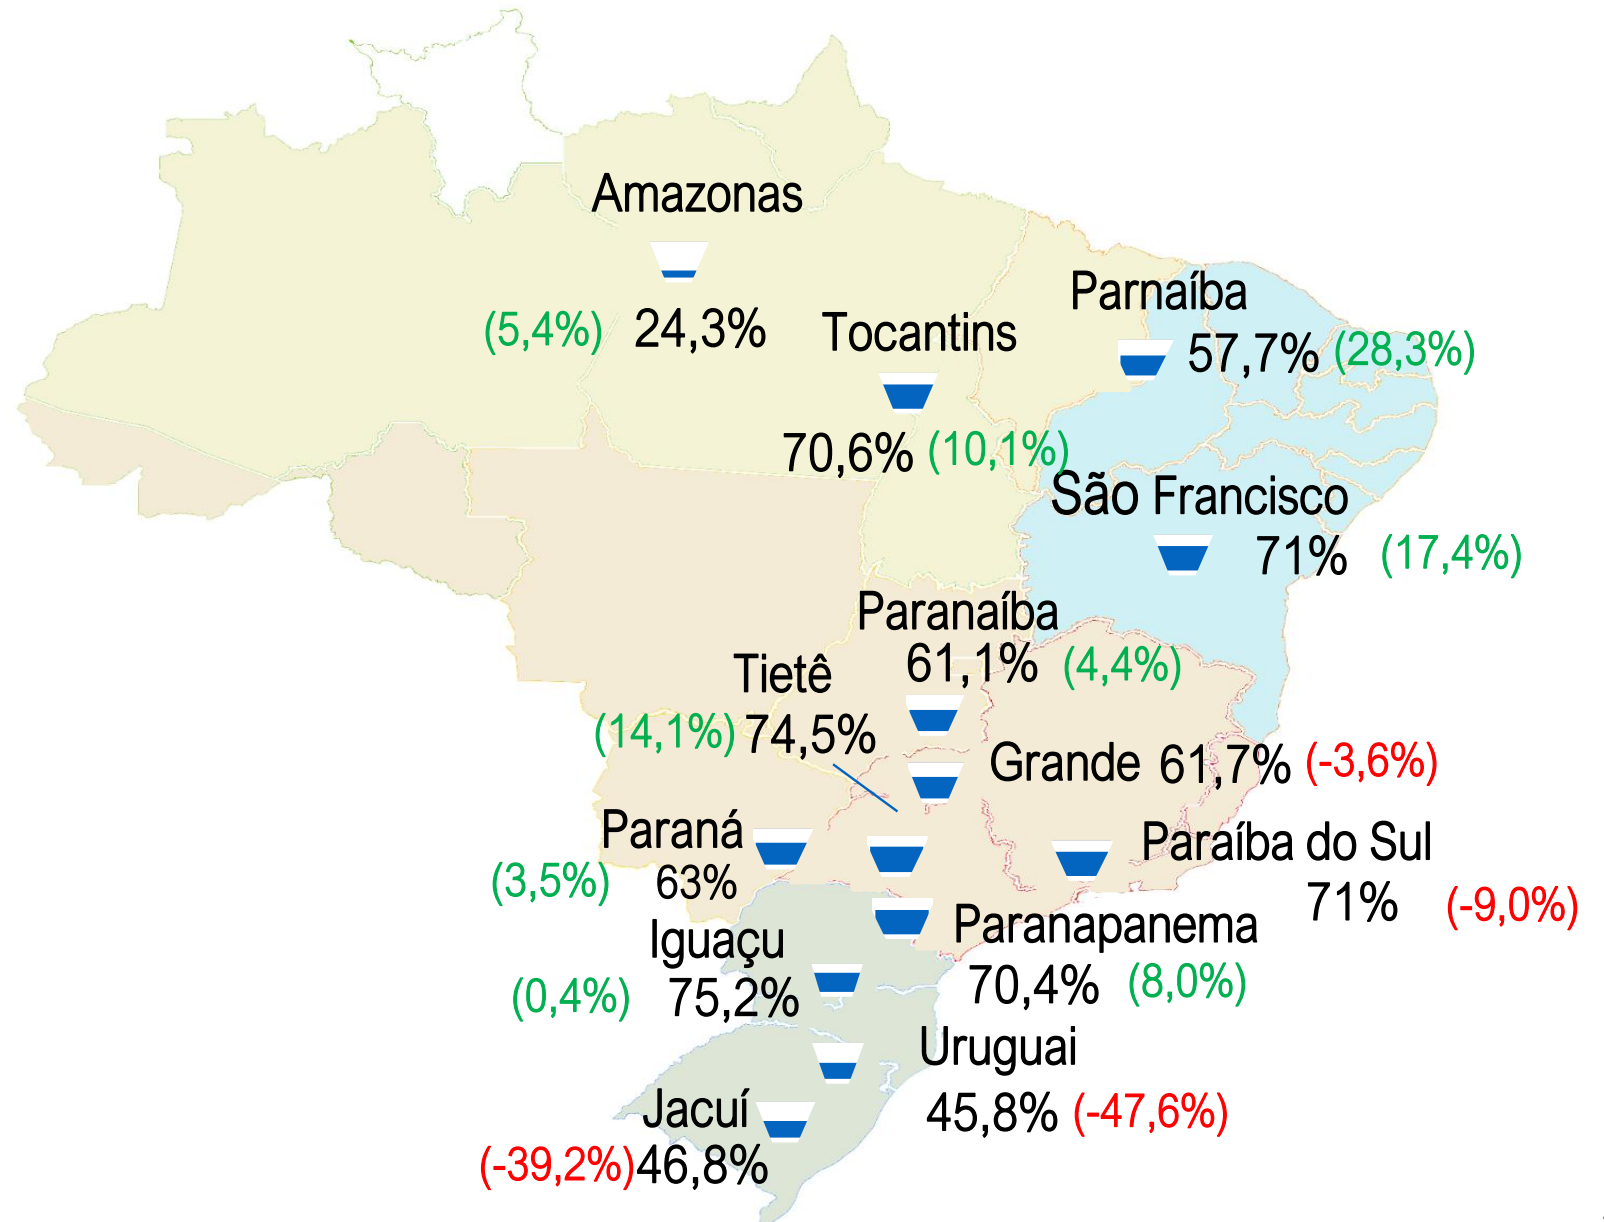 Amazonas
(5,4%) 24,3%
Parnaíba
57,7% (28,3%)
Tocantins
70,6% (10,1%)
São Francisco
71% (17,4%)
Paranaíba
61,1% (4,4%)
Tietê
(14,1%) 74,5%
Grande 61,7% (-3,6%)
Paraná
(3,5%) 63%
Paraíba do Sul
71% (-9,0%)
Paranapanema
70,4% (8,0%)
Iguaçu
(0,4%) 75,2%
Uruguai
45,8% (-47,6%)
Jacuí
(-39,2%) 46,8%